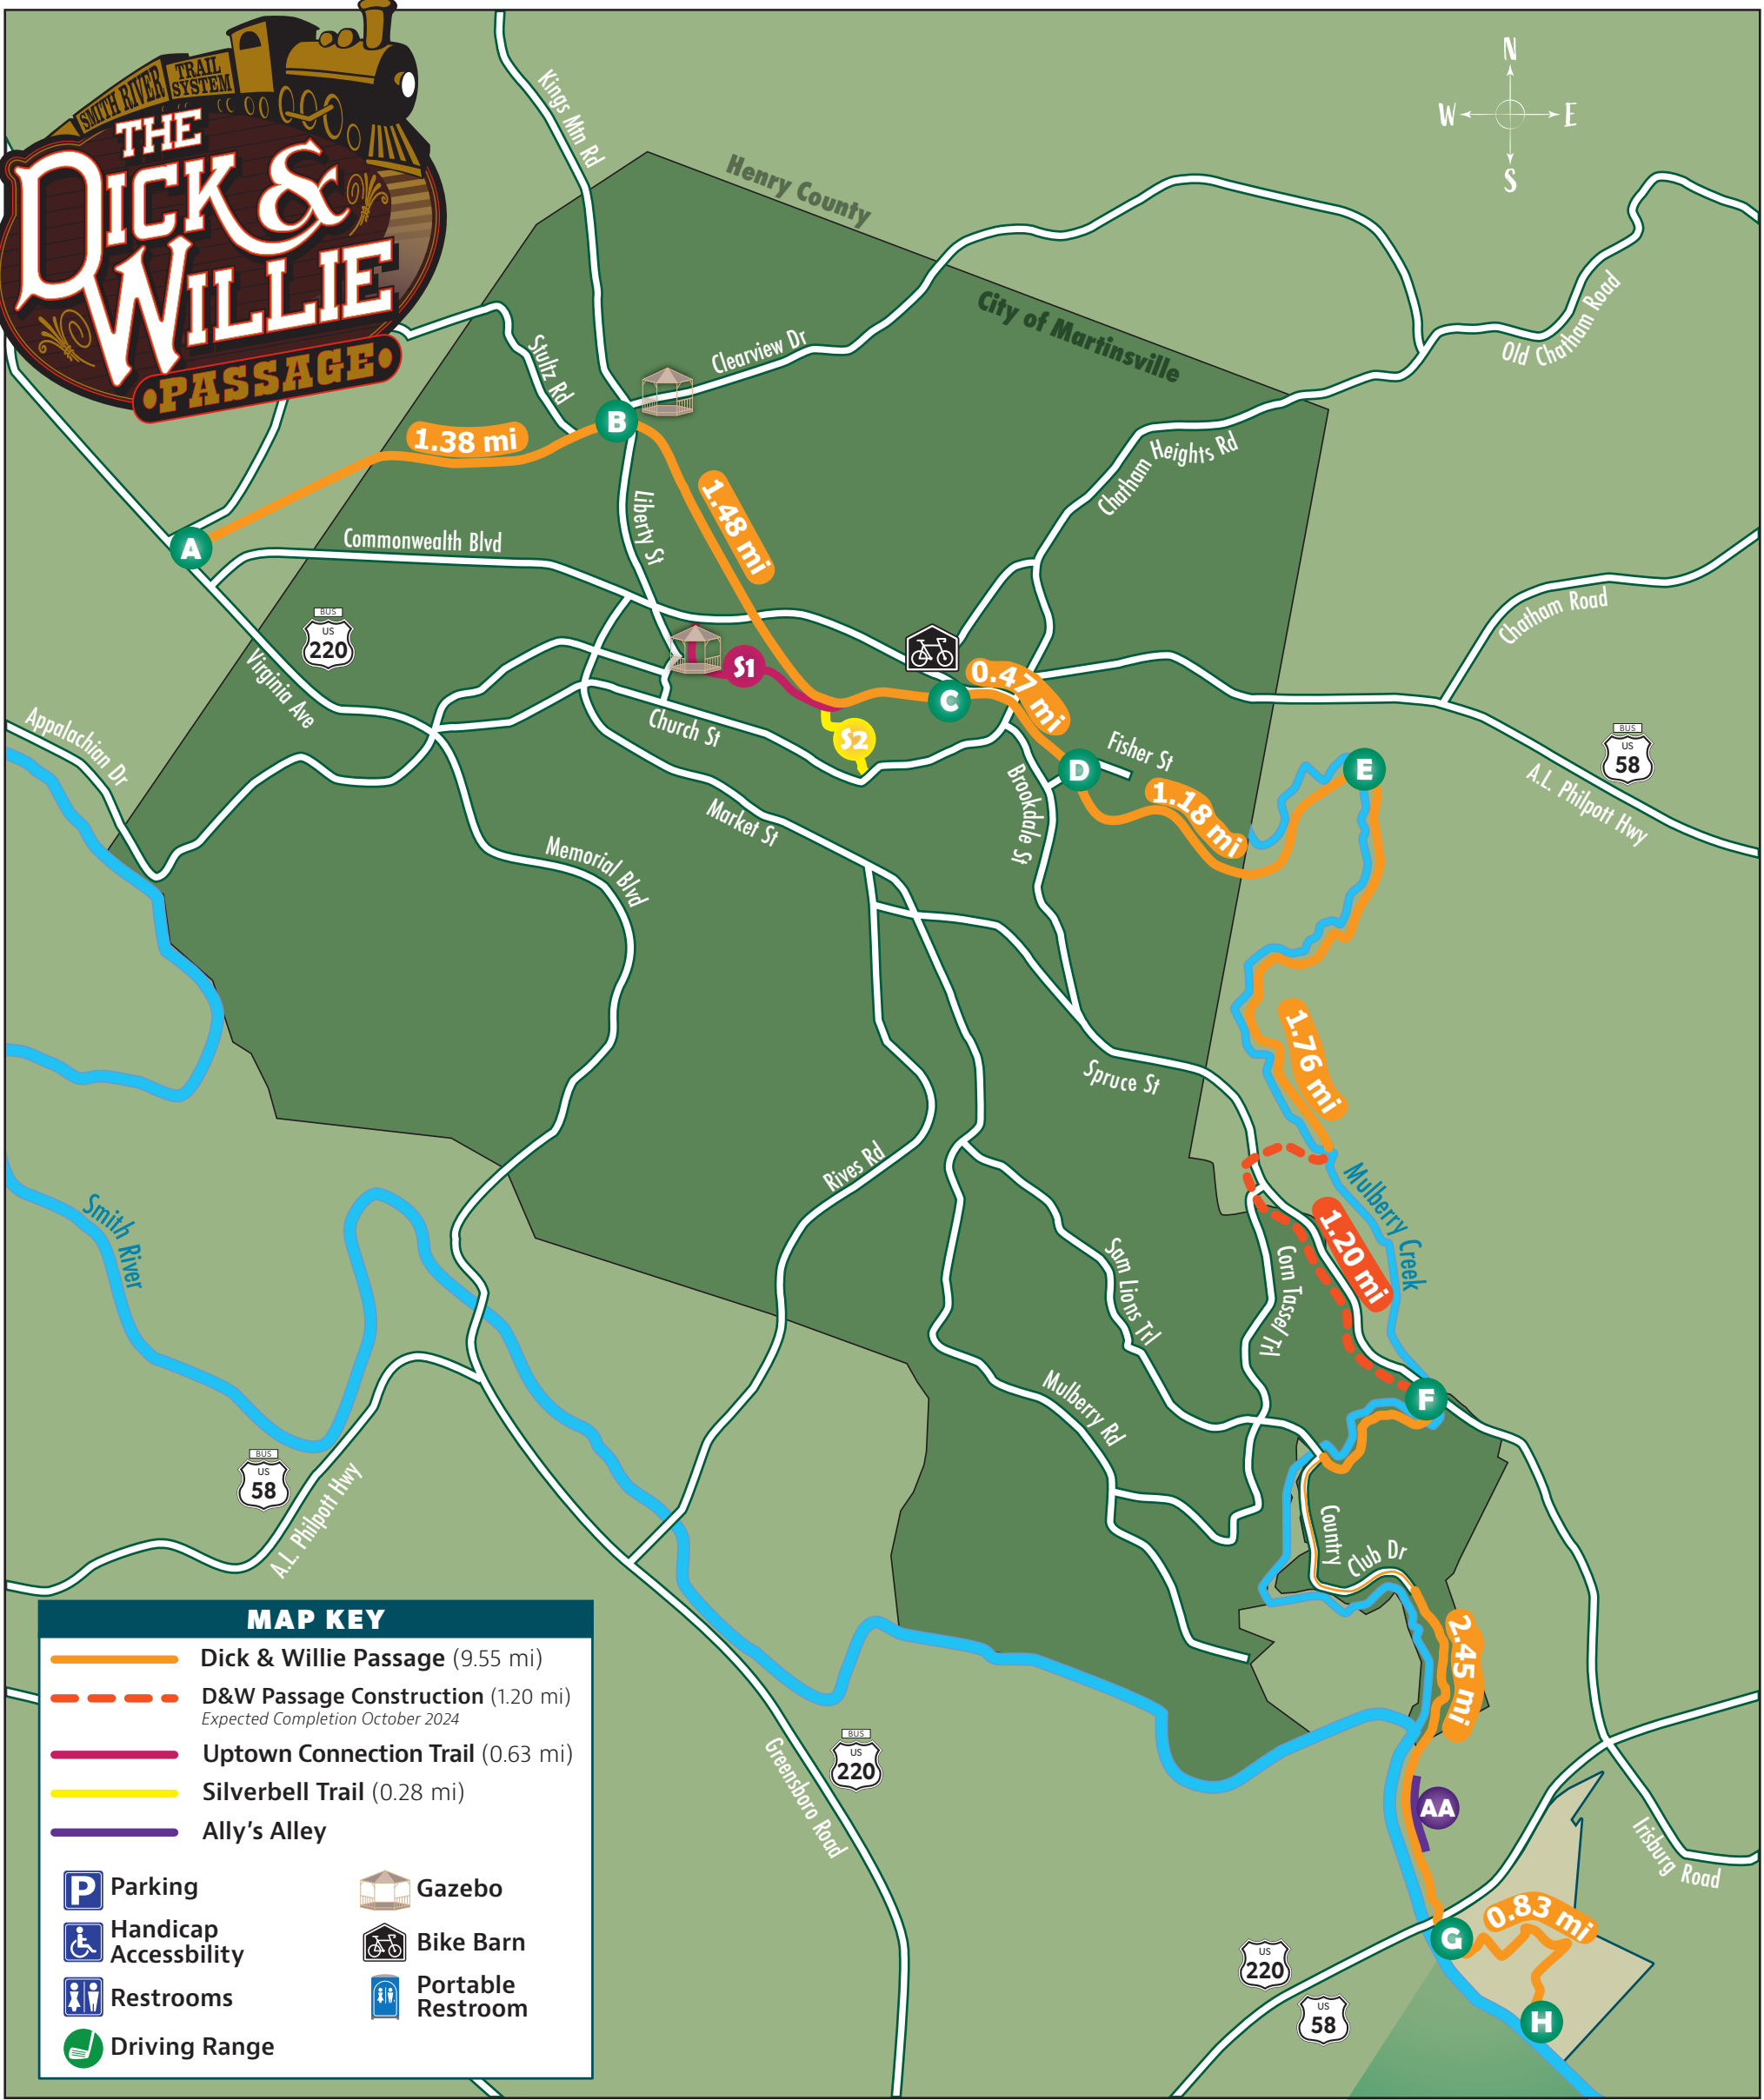 SMITH RIVER
TRAIL
SYSTEM
THE
DICK &
WILLIE
•PASSAGE•
N
W
E
S
Kings Mtn Rd
Henry County
City of Martinsville
Old Chatham Road
Stultz Rd
Clearview Dr
B
1.38 mi
1.48 mi
Chatham Heights Rd
A
Commonwealth Blvd
Liberty St
BUS
US
220
Virginia Ave
S1
C
0.47 mi
Chatham Road
Appalachian Dr
Church St
S2
D
Fisher St
E
BUS
US
58
A.L. Philpott Hwy
Market St
Brookdale St
1.18 mi
Memorial Blvd
1.76 mi
Spruce St
Rives Rd
Mulberry Creek
Smith River
Sam Lions Trl
Corn Tassel Trl
1.20 mi
Mulberry Rd
F
BUS
US
58
A.L. Philpott Hwy
Country Club Dr
2.45 mi
BUS
US
220
Greensboro Road
AA
Irisburg Road
0.83 mi
G
US
220
US
58
H
MAP KEY
Dick & Willie Passage (9.55 mi)
D&W Passage Construction (1.20 mi)
Expected Completion October 2024
Uptown Connection Trail (0.63 mi)
Silverbell Trail (0.28 mi)
Ally's Alley
P Parking
Gazebo
Handicap
Accessbility
Bike Barn
Restrooms
Portable
Restroom
Driving Range